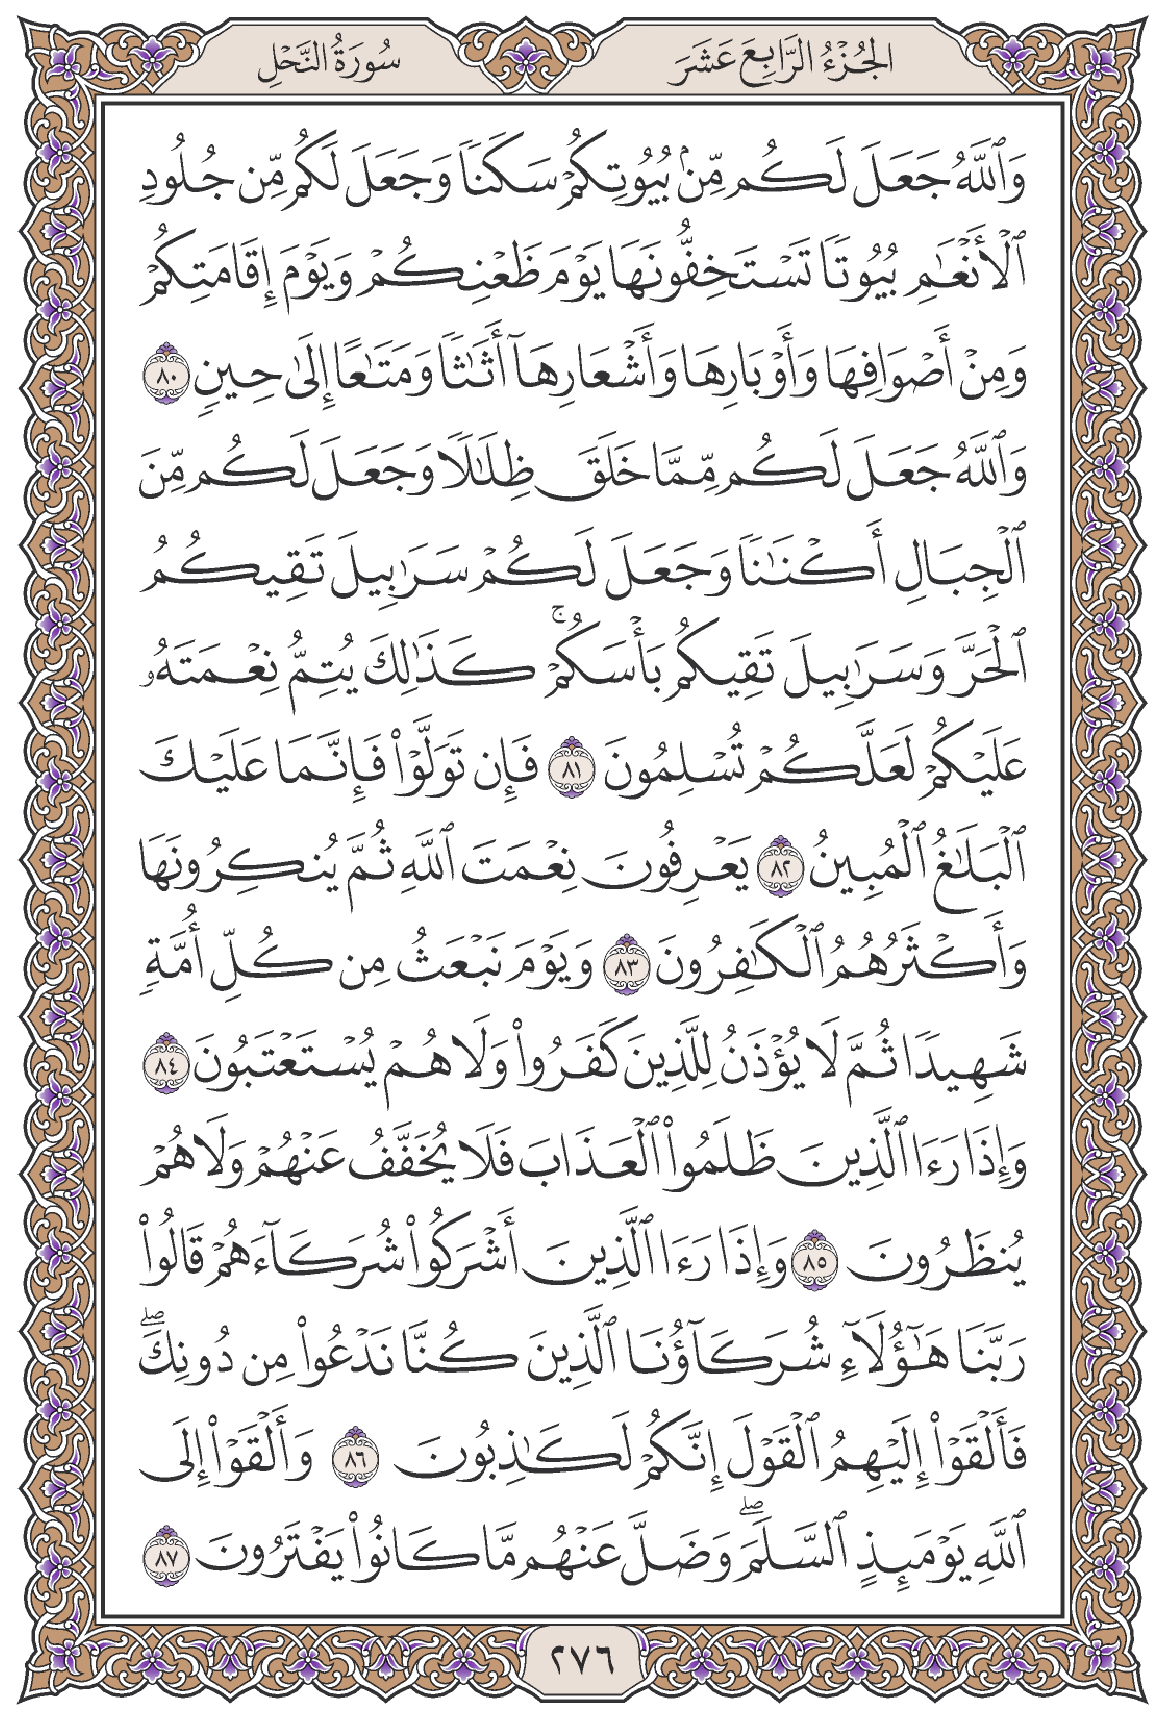 الجُزْءُ الرَّابِعَ عَشَرَ
سُورَةُ النَّحْلِ
وَٱللَّهُ جَعَلَ لَكُم مِّنۢ بُيُوتِكُمْ سَكَنًا وَجَعَلَ لَكُم مِّن جُلُودِ
ٱلْأَنْعَٰمِ بُيُوتًا تَسْتَخِفُّونَهَا يَوْمَ ظَعْنِكُمْ وَيَوْمَ إِقَامَتِكُمْ
وَمِنْ أَصْوَافِهَا وَأَوْبَارِهَا وَأَشْعَارِهَآ أَثَٰثًا وَمَتَٰعًا إِلَىٰ حِينٍ ٨٠
وَٱللَّهُ جَعَلَ لَكُم مِّمَّا خَلَقَ ظِلَٰلًا وَجَعَلَ لَكُم مِّنَ
ٱلْجِبَالِ أَكْنَٰنًا وَجَعَلَ لَكُمْ سَرَٰبِيلَ تَقِيكُمُ
ٱلْحَرَّ وَسَرَٰبِيلَ تَقِيكُم بَأْسَكُمْۚ كَذَٰلِكَ يُتِمُّ نِعْمَتَهُۥ
عَلَيْكُمْ لَعَلَّكُمْ تُسْلِمُونَ ٨١ فَإِن تَوَلَّوْا۟ فَإِنَّمَا عَلَيْكَ
ٱلْبَلَٰغُ ٱلْمُبِينُ ٨٢ يَعْرِفُونَ نِعْمَتَ ٱللَّهِ ثُمَّ يُنكِرُونَهَا
وَأَكْثَرُهُمُ ٱلْكَٰفِرُونَ ٨٣ وَيَوْمَ نَبْعَثُ مِن كُلِّ أُمَّةٍ
شَهِيدًا ثُمَّ لَا يُؤْذَنُ لِلَّذِينَ كَفَرُوا۟ وَلَا هُمْ يُسْتَعْتَبُونَ ٨٤
وَإِذَا رَءَا ٱلَّذِينَ ظَلَمُوا۟ ٱلْعَذَابَ فَلَا يُخَفَّفُ عَنْهُمْ وَلَا هُمْ
يُنظَرُونَ ٨٥ وَإِذَا رَءَا ٱلَّذِينَ أَشْرَكُوا۟ شُرَكَآءَهُمْ قَالُوا۟
رَبَّنَا هَٰٓؤُلَآءِ شُرَكَآؤُنَا ٱلَّذِينَ كُنَّا نَدْعُوا۟ مِن دُونِكَۖ
فَأَلْقَوْا۟ إِلَيْهِمُ ٱلْقَوْلَ إِنَّكُمْ لَكَٰذِبُونَ ٨٦ وَأَلْقَوْا۟ إِلَى
ٱللَّهِ يَوْمَئِذٍ ٱلسَّلَمَۖ وَضَلَّ عَنْهُم مَّا كَانُوا۟ يَفْتَرُونَ ٨٧
٢٧٦